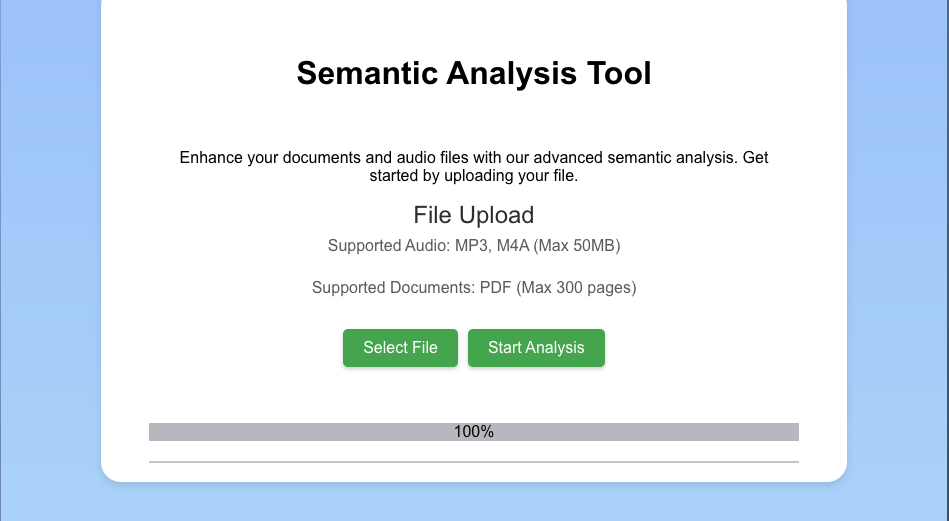 Semantic Analysis Tool
Enhance your documents and audio files with our advanced semantic analysis. Get
started by uploading your file.
File Upload
Supported Audio: MP3, M4A (Max 50MB)
Supported Documents: PDF (Max 300 pages)
Select File Start Analysis
100%